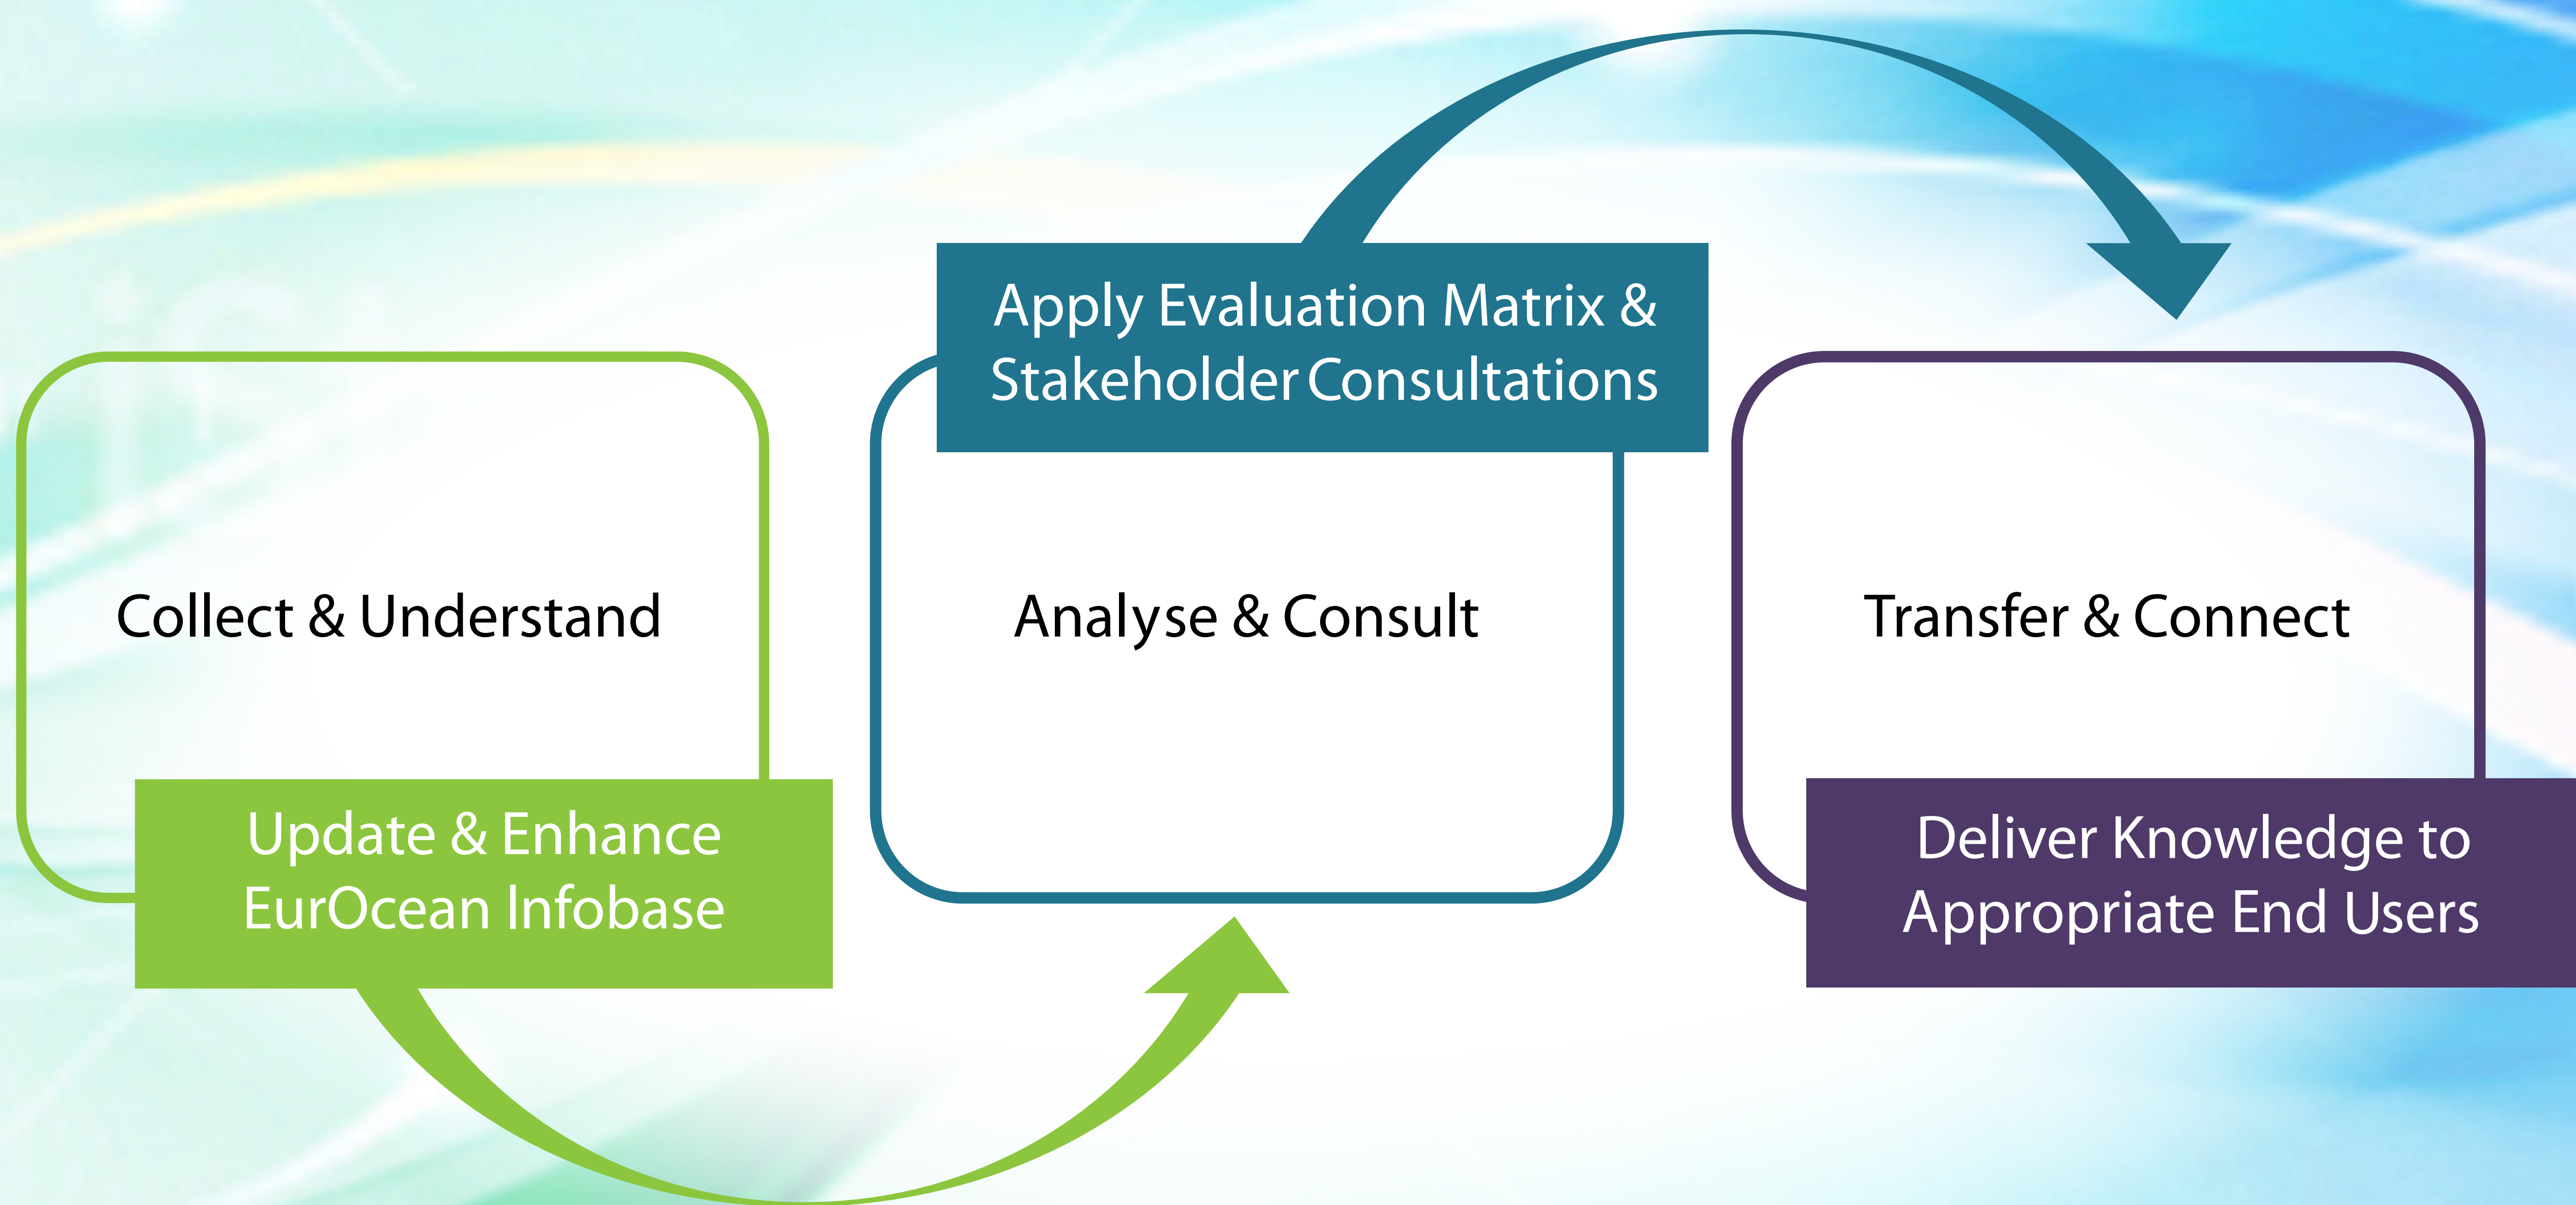 Collect & Understand
Update & Enhance
EurOcean Infobase
Apply Evaluation Matrix &
Stakeholder Consultations
Analyse & Consult
Transfer & Connect
Deliver Knowledge to
Appropriate End Users